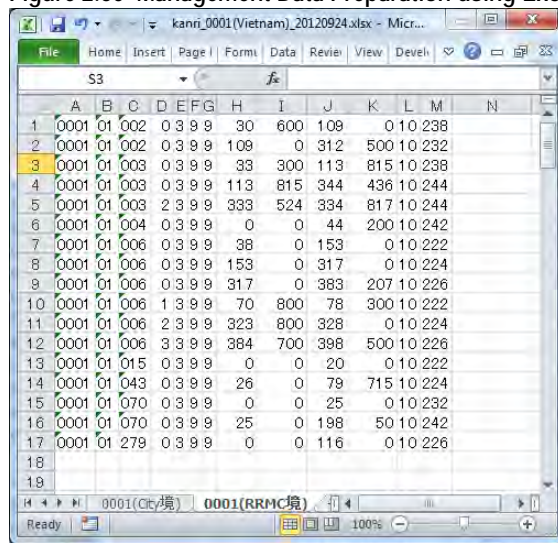 kanri_0001(Vietnam)_20120924.xlsx - Micr...
File Home Insert Page Formu Data Review View Devel
S3 fx
A B C D E F G H I J K L M N
1 0001 01 002 0 3 9 9 30 600 109 0 10 238
2 0001 01 002 0 3 9 9 109 0 312 500 10 232
3 0001 01 003 0 3 9 9 33 300 113 815 10 238
4 0001 01 003 0 3 9 9 113 815 344 436 10 244
5 0001 01 003 2 3 9 9 333 524 334 817 10 244
6 0001 01 004 0 3 9 9 0 0 44 200 10 242
7 0001 01 006 0 3 9 9 38 0 153 0 10 222
8 0001 01 006 0 3 9 9 153 0 317 0 10 224
9 0001 01 006 0 3 9 9 317 0 383 207 10 226
10 0001 01 006 1 3 9 9 70 800 78 300 10 222
11 0001 01 006 2 3 9 9 323 800 328 0 10 224
12 0001 01 006 3 3 9 9 384 700 398 500 10 226
13 0001 01 015 0 3 9 9 0 0 20 0 10 222
14 0001 01 043 0 3 9 9 26 0 79 715 10 224
15 0001 01 070 0 3 9 9 0 0 25 0 10 232
16 0001 01 070 0 3 9 9 25 0 198 50 10 242
17 0001 01 279 0 3 9 9 0 0 116 0 10 226
18
19
0001(City境) 0001(RRMC境)
Ready 100%